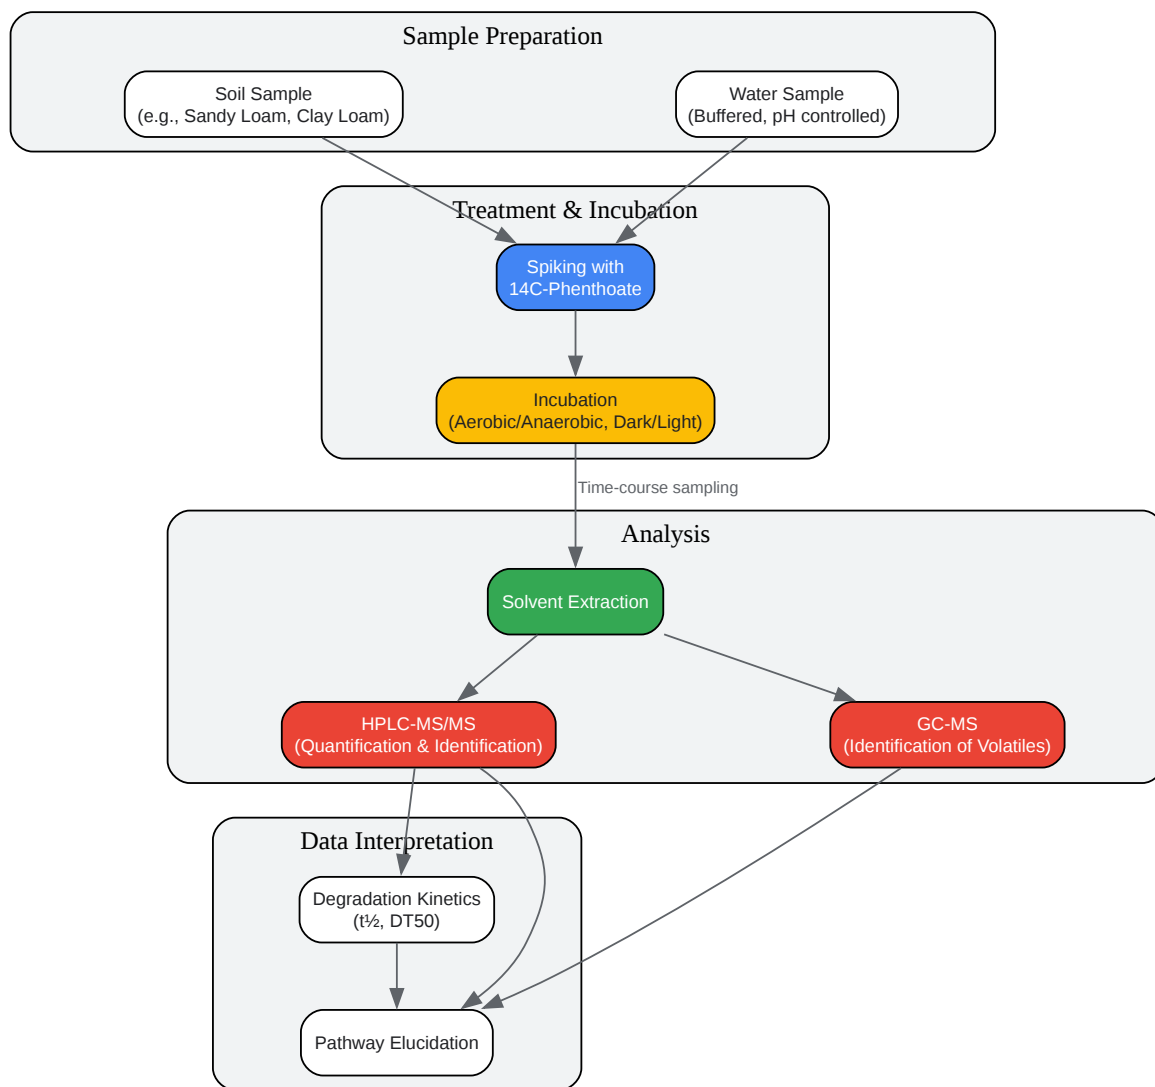 Sample Preparation
Soil Sample
(e.g., Sandy Loam, Clay Loam)
Water Sample
(Buffered, pH controlled)
Treatment & Incubation
Spiking with
14C-Phenthoate
Incubation
(Aerobic/Anaerobic, Dark/Light)
Time-course sampling
Analysis
Solvent Extraction
HPLC-MS/MS
(Quantification & Identification)
GC-MS
(Identification of Volatiles)
Data Interpretation
Degradation Kinetics
(t½, DT50)
Pathway Elucidation